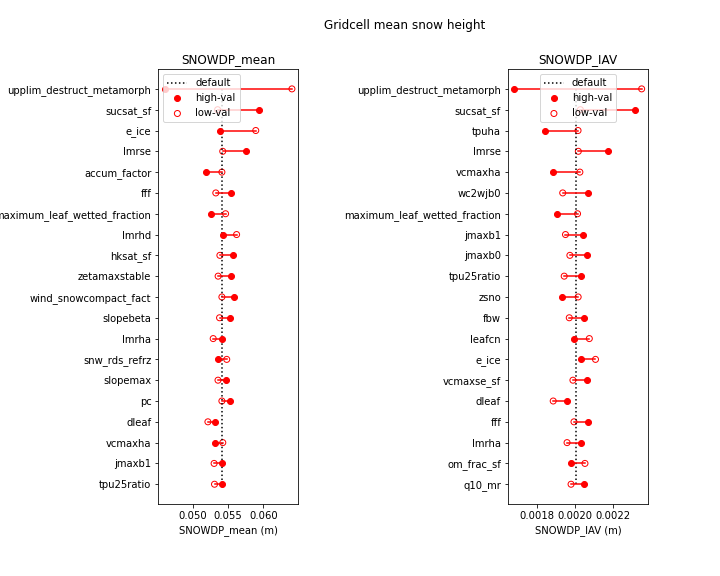 Gridcell mean snow height
SNOWDP_mean
default
high-val
low-val
upplim_destruct_metamorph
sucsat_sf
e_ice
lmrse
accum_factor
fff
maximum_leaf_wetted_fraction
lmrhd
hksat_sf
zetamaxstable
wind_snowcompact_fact
slopebeta
lmrha
snw_rds_refrz
slopemax
pc
dleaf
vcmaxha
jmaxb1
tpu25ratio
0.050 0.055 0.060
SNOWDP_mean (m)
SNOWDP_IAV
default
high-val
low-val
upplim_destruct_metamorph
sucsat_sf
tpuha
lmrse
vcmaxha
wc2wjb0
maximum_leaf_wetted_fraction
jmaxb1
jmaxb0
tpu25ratio
zsno
fbw
leafcn
e_ice
vcmaxse_sf
dleaf
fff
lmrha
om_frac_sf
q10_mr
0.0018 0.0020 0.0022
SNOWDP_IAV (m)